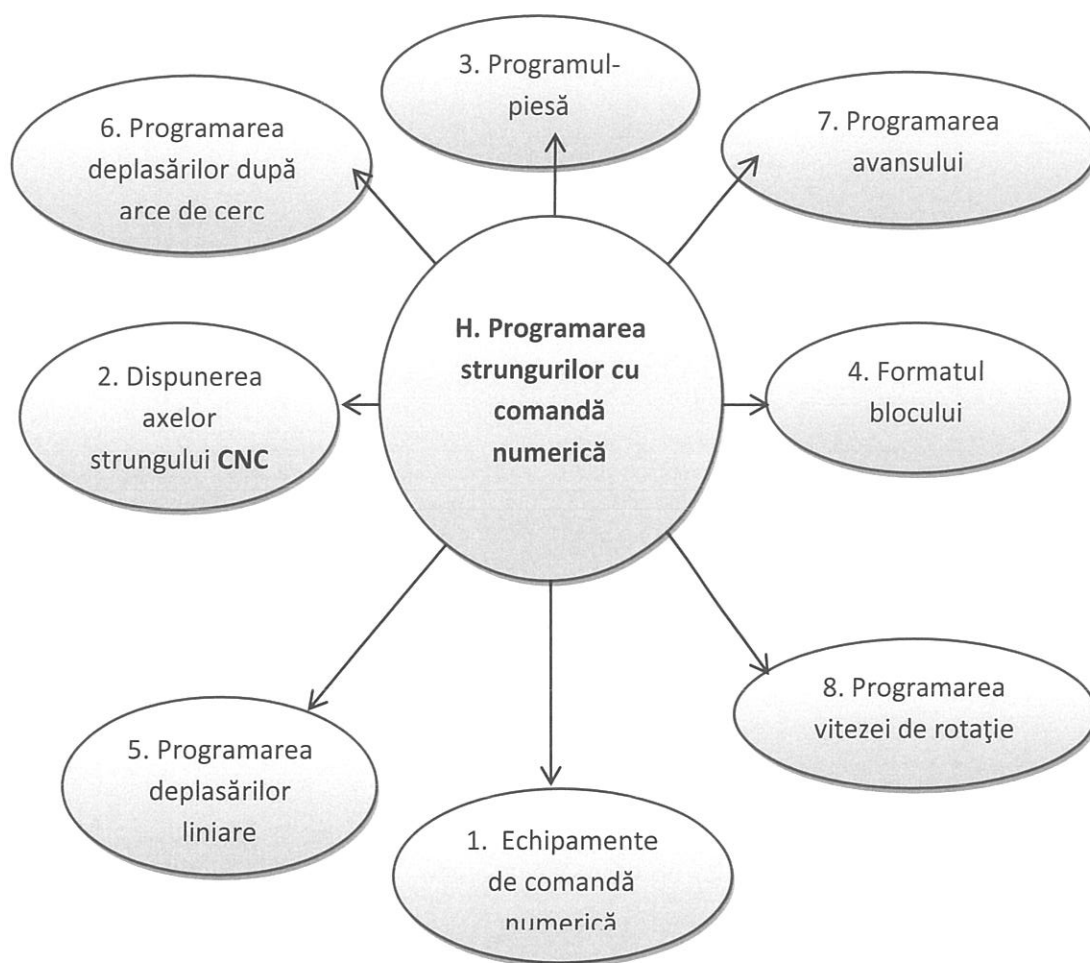 3. Programul-
piesă
6. Programarea
deplasărilor după
arce de cerc
7. Programarea
avansului
H. Programarea
strungurilor cu
comandă
numerică
2. Dispunerea
axelor
strungului CNC
4. Formatul
blocului
5. Programarea
deplasărilor
liniare
8. Programarea
vitezei de rotaţie
1. Echipamente
de comandă
numerică